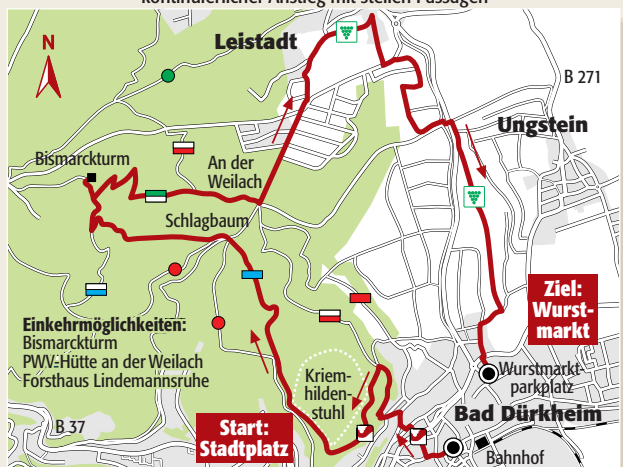 kontinuierlicher Anstieg mit steilen Passagen
N
Leistadt
B 271
Ungstein
Bismarckturm
An der
Weilach
Schlagbaum
Einkehrmöglichkeiten:
Bismarckturm
PWV-Hütte an der Weilach
Forsthaus Lindemannsruhe
Ziel:
Wurst-
markt
Kriem-
hilden-
stuhl
Wurstmarkt-
parkplatz
Start:
Stadtplatz
Bad Dürkheim
B 37
Bahnhof